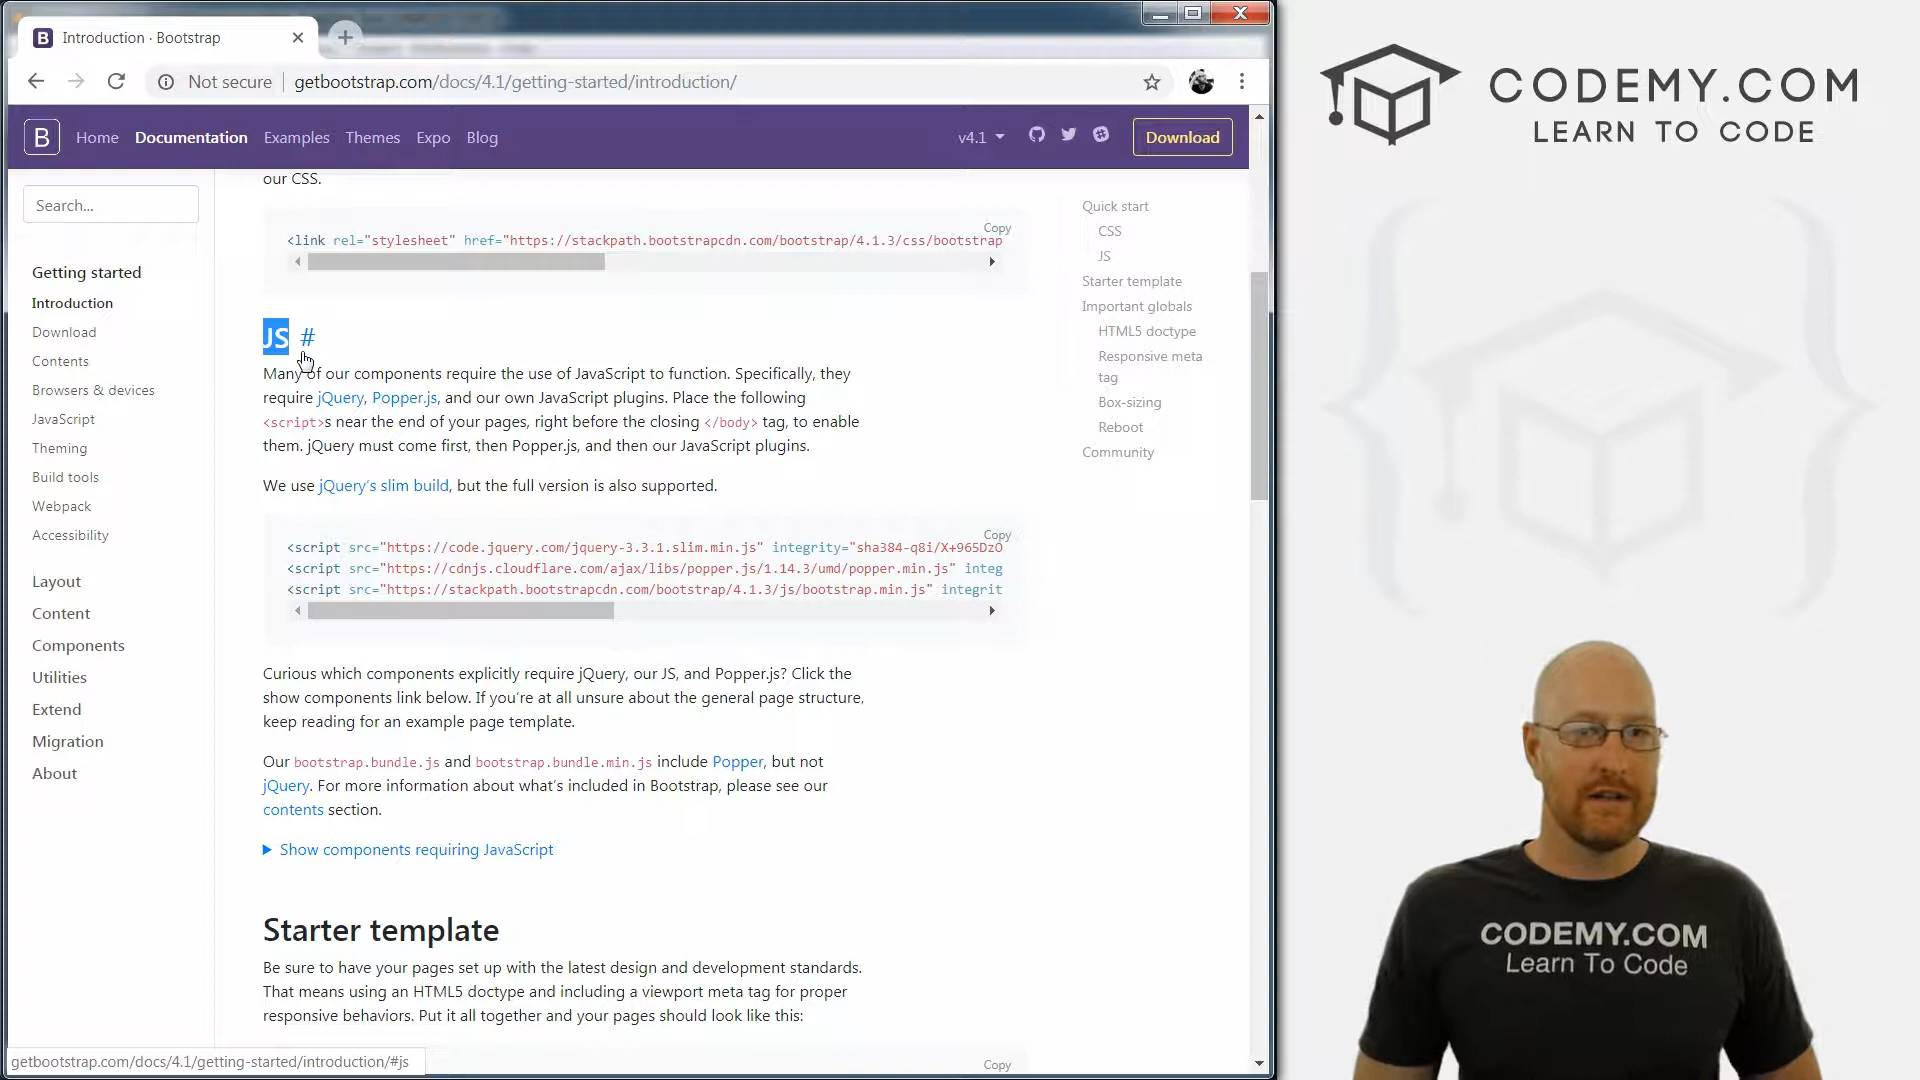 Introduction · Bootstrap
Not secure
getbootstrap.com/docs/4.1/getting-started/introduction/
B
Home
Documentation
Examples
Themes
Expo
Blog
v4.1
Download
Search...
Getting started
Introduction
Download
Contents
Browsers & devices
JavaScript
Theming
Build tools
Webpack
Accessibility
Layout
Content
Components
Utilities
Extend
Migration
About
our CSS.
Copy
<link rel="stylesheet" href="https://stackpath.bootstrapcdn.com/bootstrap/4.1.3/css/bootstrap
JS #
Many of our components require the use of JavaScript to function. Specifically, they
require jQuery, Popper.js, and our own JavaScript plugins. Place the following
<script>s near the end of your pages, right before the closing </body> tag, to enable
them. jQuery must come first, then Popper.js, and then our JavaScript plugins.
We use jQuery's slim build, but the full version is also supported.
Copy
<script src="https://code.jquery.com/jquery-3.3.1.slim.min.js" integrity="sha384-q8i/X+965DzO
<script src="https://cdnjs.cloudflare.com/ajax/libs/popper.js/1.14.3/umd/popper.min.js" integ
<script src="https://stackpath.bootstrapcdn.com/bootstrap/4.1.3/js/bootstrap.min.js" integrit
Curious which components explicitly require jQuery, our JS, and Popper.js? Click the
show components link below. If you're at all unsure about the general page structure,
keep reading for an example page template.
Our bootstrap.bundle.js and bootstrap.bundle.min.js include Popper, but not
jQuery. For more information about what's included in Bootstrap, please see our
contents section.
Show components requiring JavaScript
Starter template
Be sure to have your pages set up with the latest design and development standards.
That means using an HTML5 doctype and including a viewport meta tag for proper
responsive behaviors. Put it all together and your pages should look like this:
Copy
Quick start
CSS
JS
Starter template
Important globals
HTML5 doctype
Responsive meta
tag
Box-sizing
Reboot
Community
getbootstrap.com/docs/4.1/getting-started/introduction/#js
CODEMY.COM
LEARN TO CODE
CODEMY.COM
Learn To Code